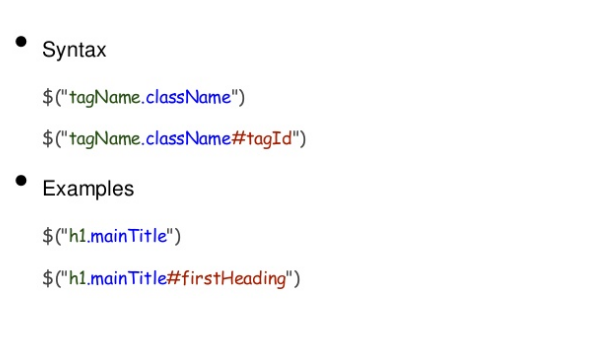 • Syntax
$("tagName.className")
$("tagName.className#tagId")
• Examples
$("h1.mainTitle")
$("h1.mainTitle#firstHeading")